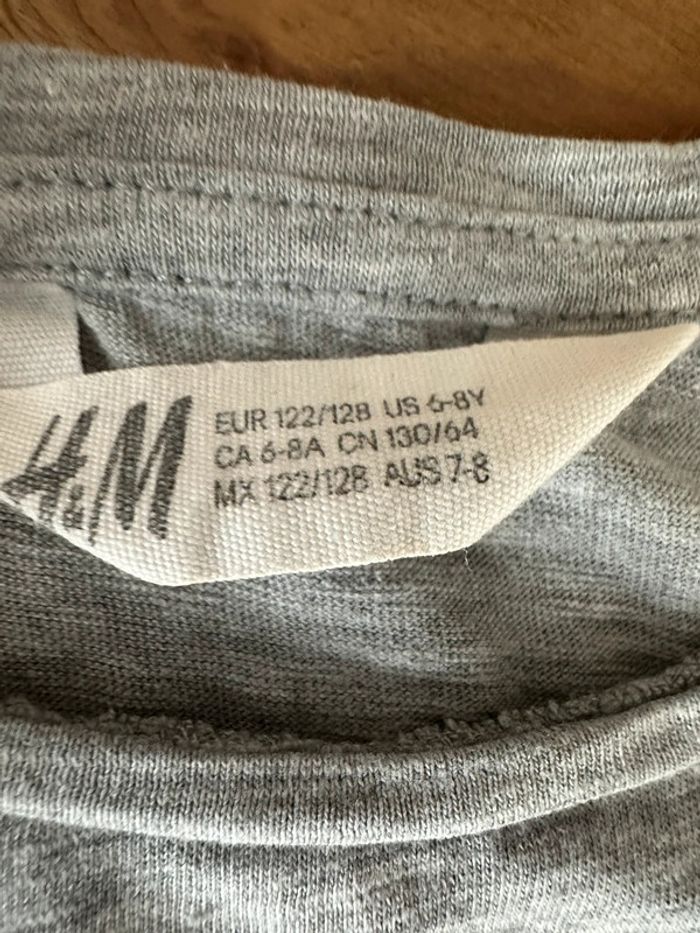 H&M
EUR 122/128 US 6-8Y
CA 6-8A CN 130/64
MX 122/128 AUS 7-8